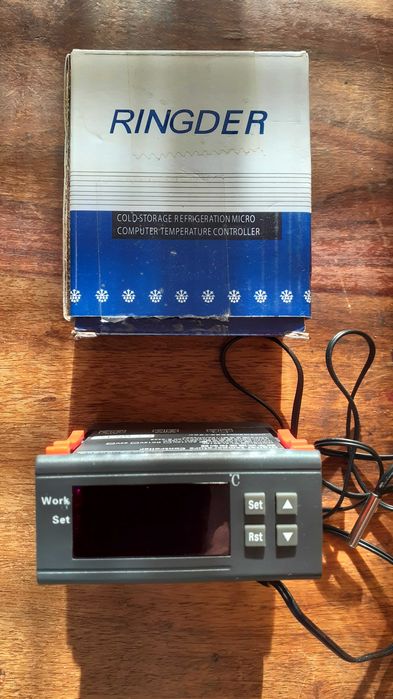 RINGDER
COLD-STORAGE REFRIGERATION MICRO
COMPUTER TEMPERATURE CONTROLLER
°C
Work
Set
Set
Rst